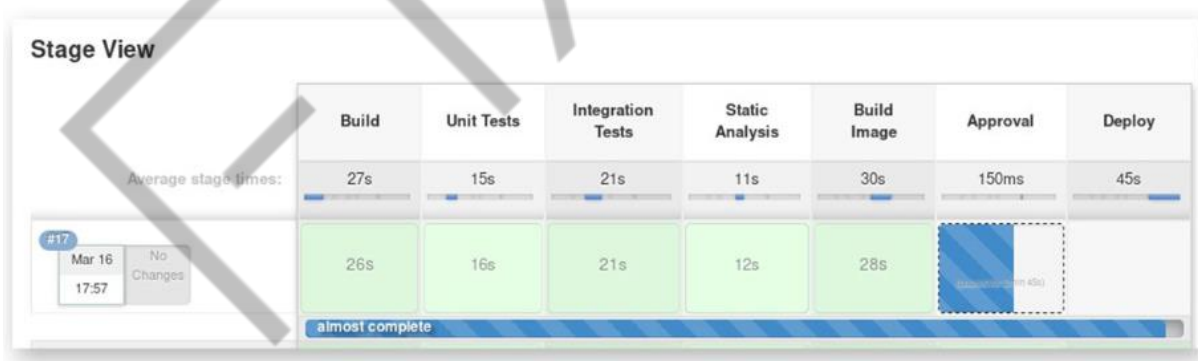 Stage View
Build Unit Tests Integration Tests Static Analysis Build Image Approval Deploy
Average stage times: 27s 15s 21s 11s 30s 150ms 45s
#17
Mar 16 No Changes
17:57
26s 16s 21s 12s 28s
almost complete